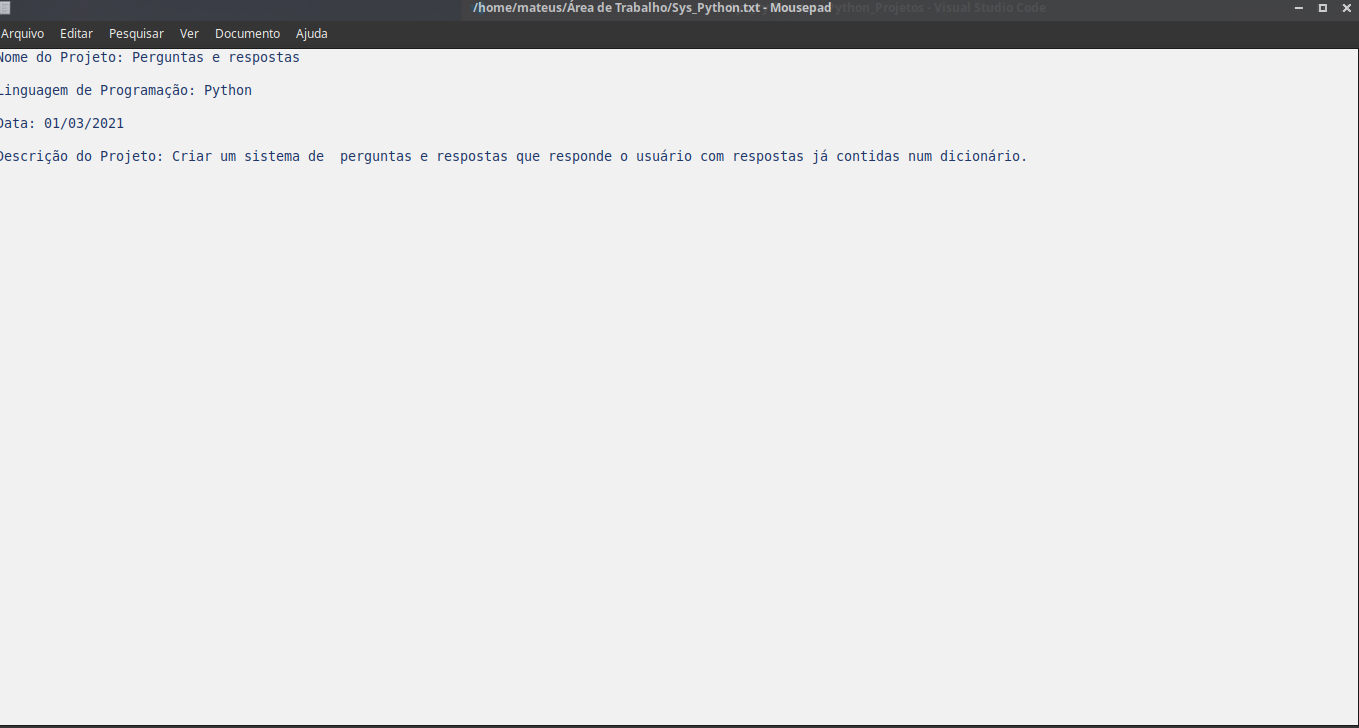 /home/mateus/Área de Trabalho/Sys_Python.txt - Mousepad ython_Projetos - Visual Studio Code
Arquivo Editar Pesquisar Ver Documento Ajuda
Nome do Projeto: Perguntas e respostas
Linguagem de Programação: Python
Data: 01/03/2021
Descrição do Projeto: Criar um sistema de  perguntas e respostas que responde o usuário com respostas já contidas num dicionário.